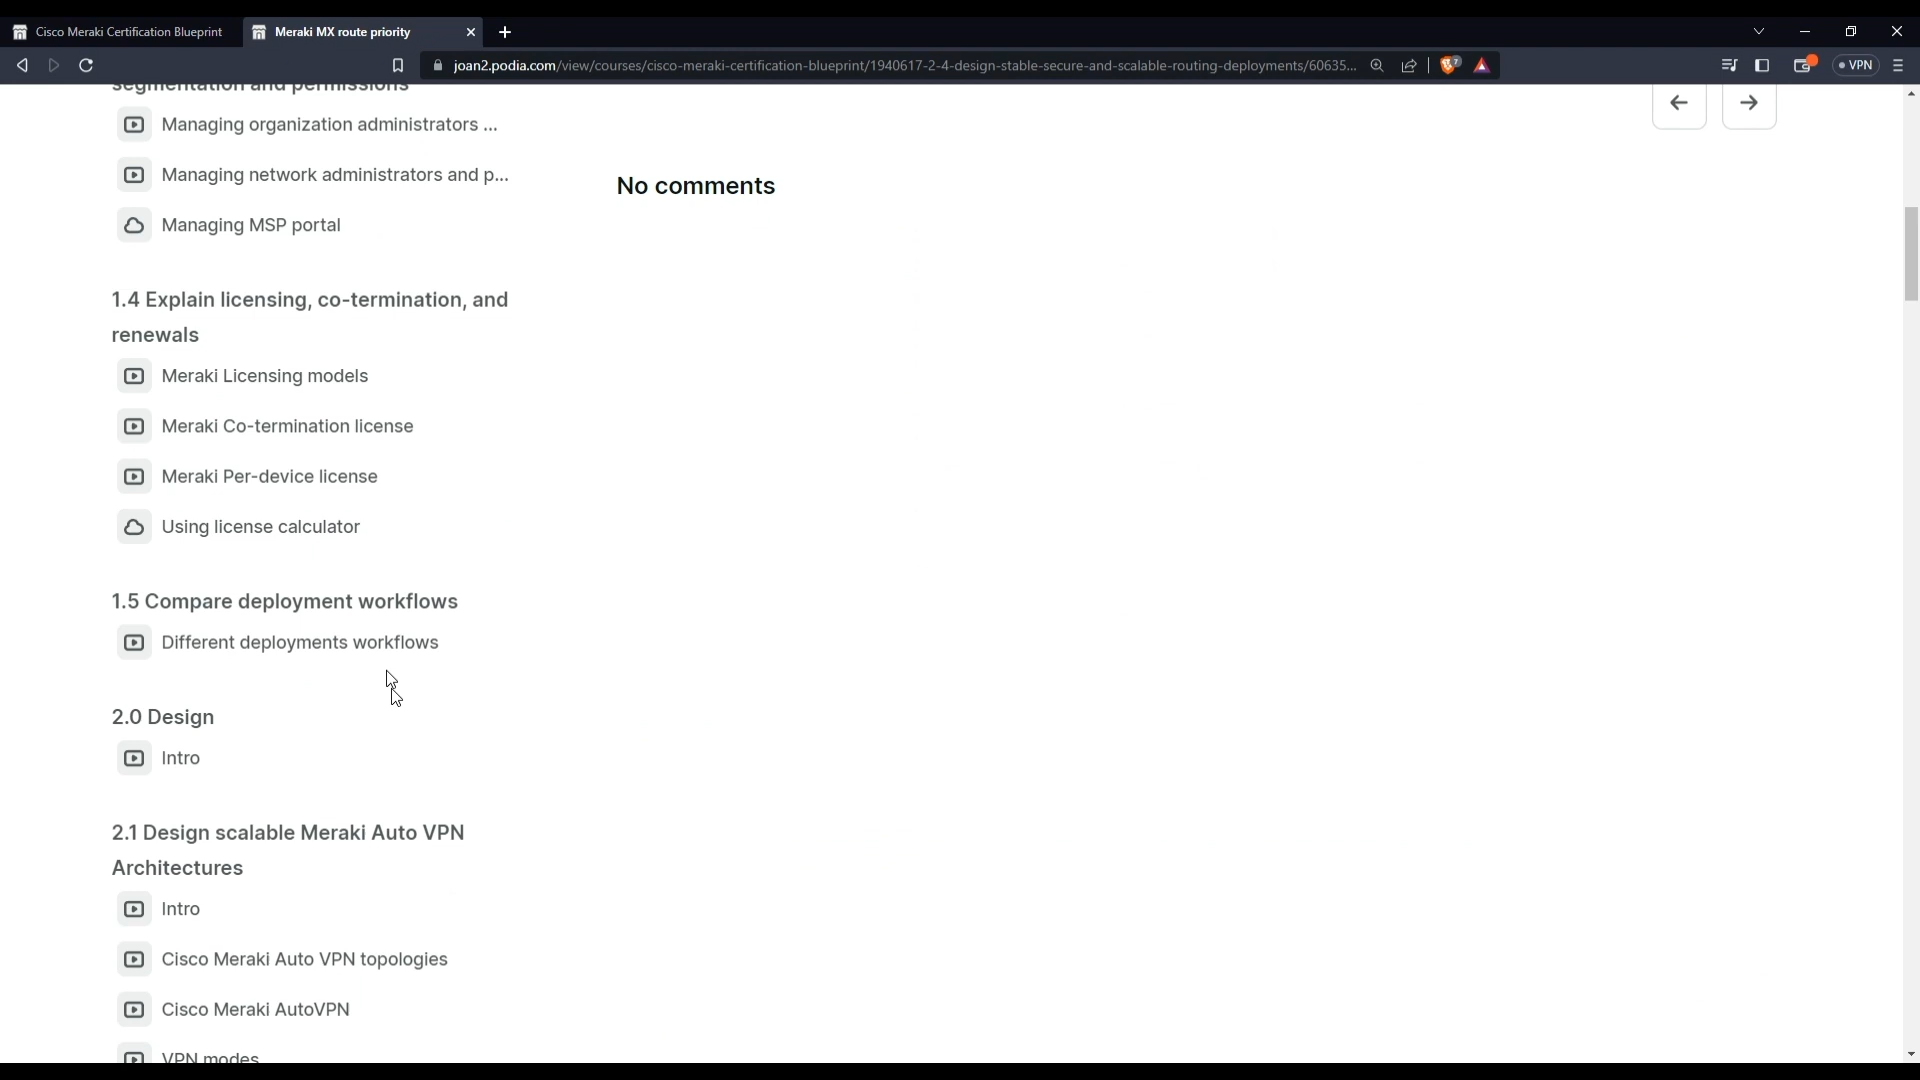 Cisco Meraki Certification Blueprint
Meraki MX route priority
joan2.podia.com/view/courses/cisco-meraki-certification-blueprint/1940617-2-4-design-stable-secure-and-scalable-routing-deployments/60635...
7
VPN
segmentation and permissions
Managing organization administrators ...
Managing network administrators and p...
Managing MSP portal
No comments
1.4 Explain licensing, co-termination, and
renewals
Meraki Licensing models
Meraki Co-termination license
Meraki Per-device license
Using license calculator
1.5 Compare deployment workflows
Different deployments workflows
2.0 Design
Intro
2.1 Design scalable Meraki Auto VPN
Architectures
Intro
Cisco Meraki Auto VPN topologies
Cisco Meraki AutoVPN
VPN modes